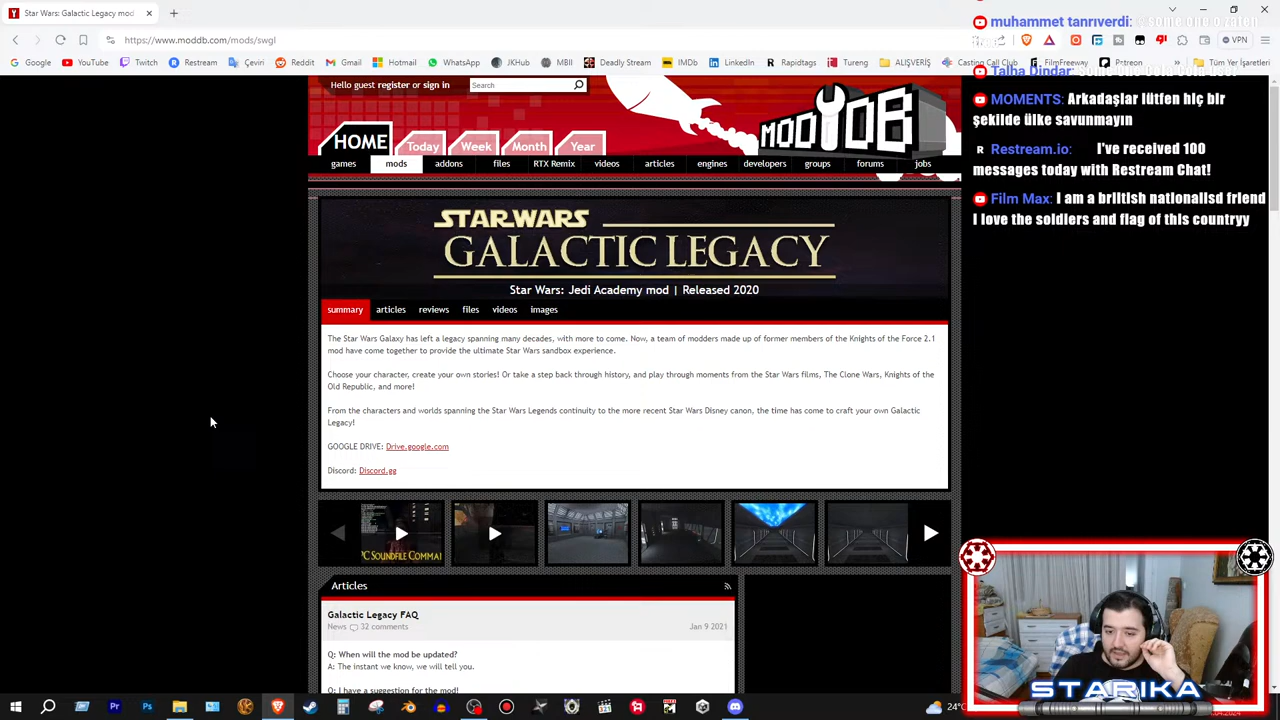 Star Wars: Galactic Legacy mod
https://www.moddb.com/mods/swgl
VPN
Google YouTube Restream Çeviri Reddit Gmail Hotmail WhatsApp JKHub MBII Deadly Stream ALIŞVERİŞ IMDb LinkedIn Rapidtags Tureng Casting Call Club FilmFreeway Tüm Yer İşaretleri
Hello guest register or sign in
Search
HOME Today Week Month Year
MODDB
games mods addons files RTX Remix videos articles engines developers groups forums jobs
STAR WARS
GALACTIC LEGACY
Star Wars: Jedi Academy mod | Released 2020
summary articles reviews files videos images
The Star Wars Galaxy has left a legacy spanning many decades, with more to come. Now, a team of modders made up of former members of the Knights of the Force 2.1
mod have come together to provide the ultimate Star Wars sandbox experience.
Choose your character, create your own stories! Or take a step back through history, and play through moments from the Star Wars films, The Clone Wars, Knights of the
Old Republic, and more!
From the characters and worlds spanning the Star Wars Legends continuity to the more recent Star Wars Disney canon, the time has come to craft your own Galactic
Legacy!
GOOGLE DRIVE: Drive.google.com
Discord: Discord.gg
PC SOUNDFILE COMMA
Articles
Galactic Legacy FAQ
News 32 comments Jan 9 2021
Q: When will the mod be updated?
A: The instant we know, we will tell you.
Q: I have a suggestion for the mod!
muhammet tanrıverdi:
Talha Dindar:
MOMENTS: Arkadaşlar lütfen hiç bir
şekilde ülke savunmayın
R Restream.io: I've received 100
messages today with Restream Chat!
Film Max: I am a briitish nationalisd friend
I love the soldiers and flag of this countryy
STARIKA
24°C